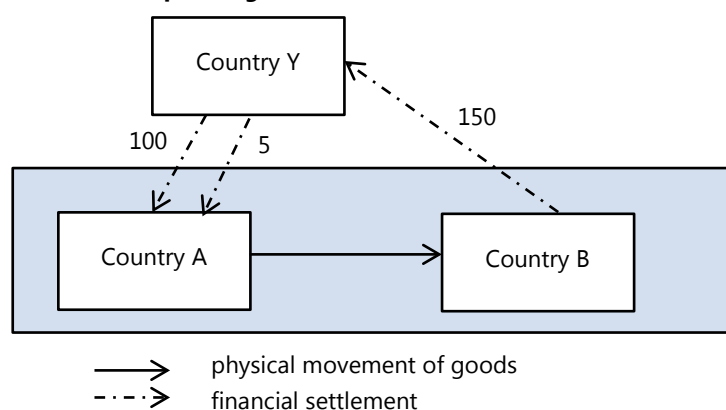 Country Y
150
100
5
Country A
Country B
physical movement of goods
financial settlement